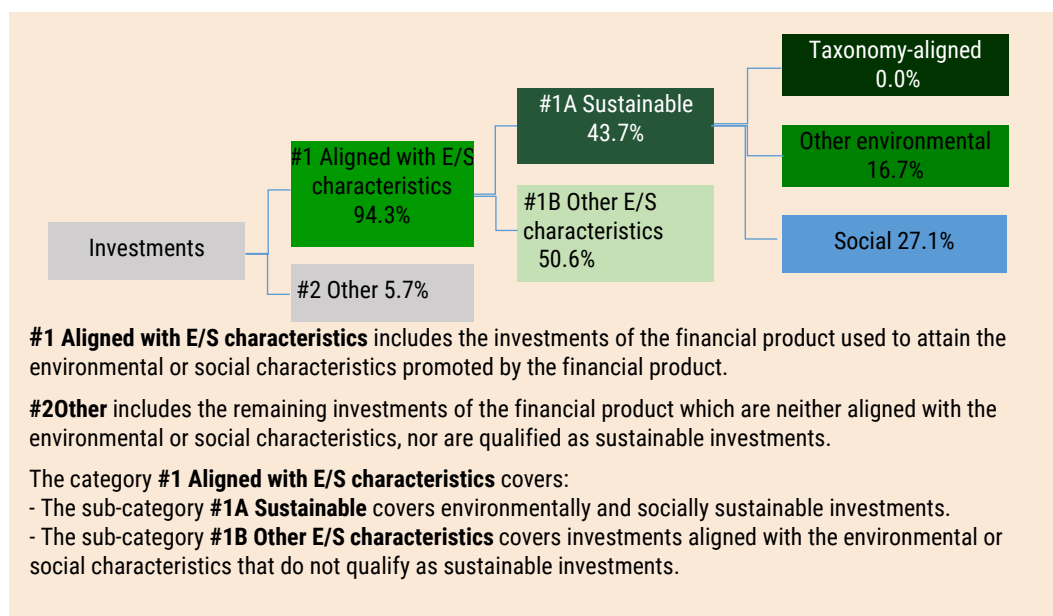 Taxonomy-aligned
0.0%
#1A Sustainable
43.7%
Other environmental
16.7%
#1 Aligned with E/S
characteristics
94.3%
#1B Other E/S
characteristics
50.6%
Investments
Social 27.1%
#2 Other 5.7%
#1 Aligned with E/S characteristics includes the investments of the financial product used to attain the
environmental or social characteristics promoted by the financial product.
#2Other includes the remaining investments of the financial product which are neither aligned with the
environmental or social characteristics, nor are qualified as sustainable investments.
The category #1 Aligned with E/S characteristics covers:
- The sub-category #1A Sustainable covers environmentally and socially sustainable investments.
- The sub-category #1B Other E/S characteristics covers investments aligned with the environmental or
social characteristics that do not qualify as sustainable investments.